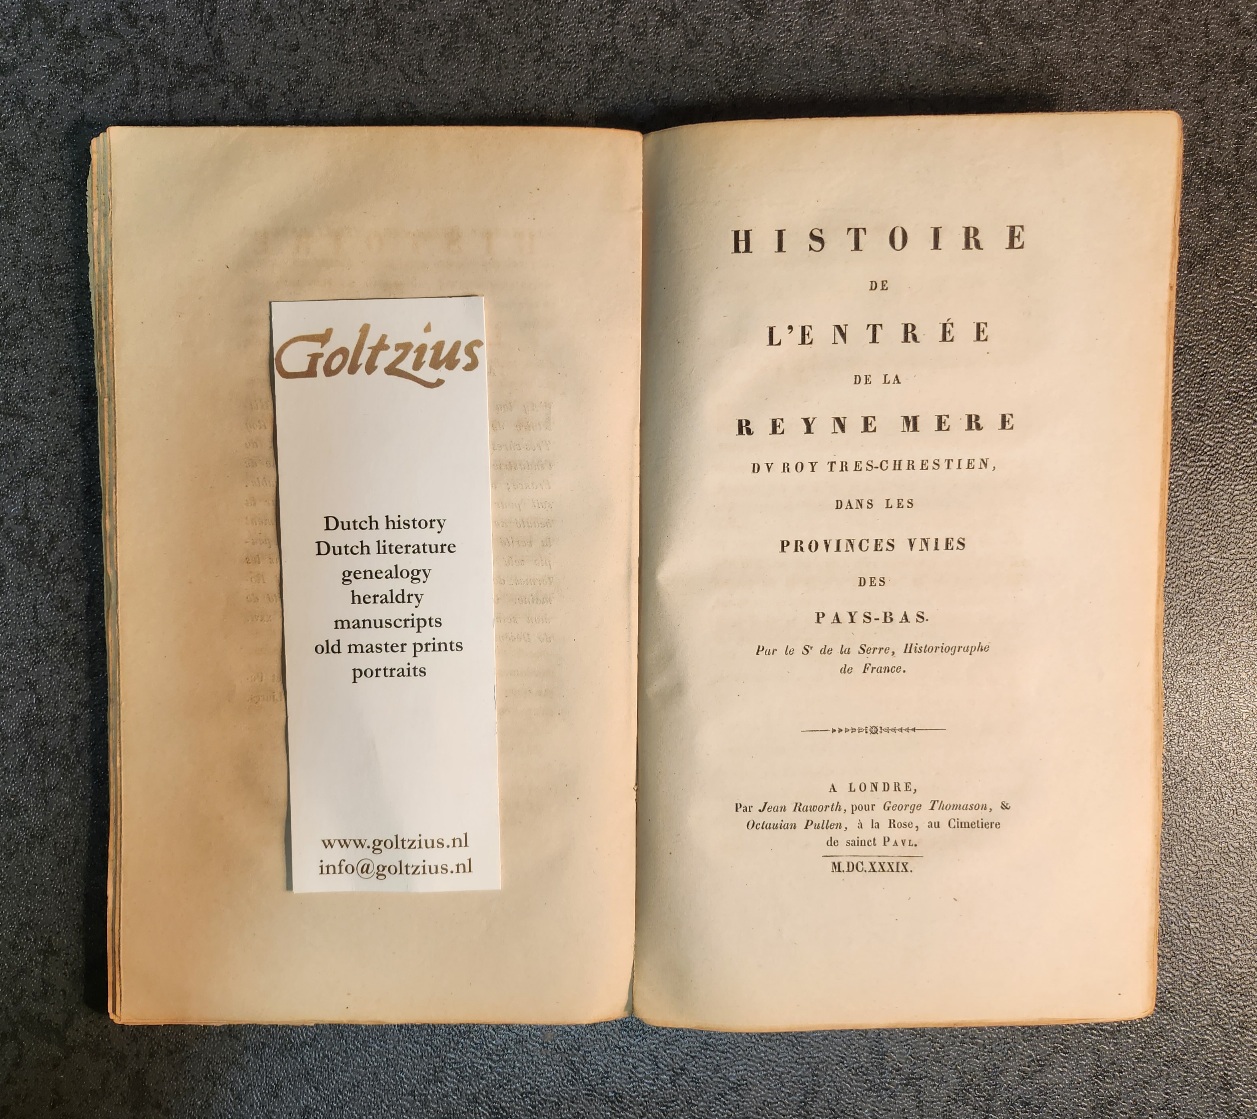 Goltzius
Dutch history
Dutch literature
genealogy
heraldry
manuscripts
old master prints
portraits
www.goltzius.nl
info@goltzius.nl
HISTOIRE
DE
L'ENTRÉE
DE LA
REYNE MERE
DV ROY TRES-CHRESTIEN,
DANS LES
PROVINCES VNIES
DES
PAYS-BAS.
Par le Sr de la Serre, Historiographe
de France.
A LONDRE,
Par Jean Raworth, pour George Thomason, &
Octauian Pullen, à la Rose, au Cimetiere
de sainct PAVL.
M.DC.XXXIX.